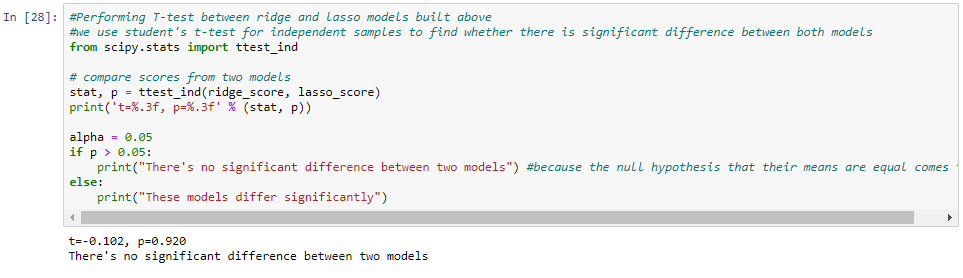 In [28]: #Performing T-test between ridge and lasso models built above
#we use student's t-test for independent samples to find whether there is significant difference between both models
from scipy.stats import ttest_ind
# compare scores from two models
stat, p = ttest_ind(ridge_score, lasso_score)
print('t=%.3f, p=%.3f' % (stat, p))
alpha = 0.05
if p > 0.05:
    print("There's no significant difference between two models") #because the null hypothesis that their means are equal comes
else:
    print("These models differ significantly")
t=-0.102, p=0.920
There's no significant difference between two models